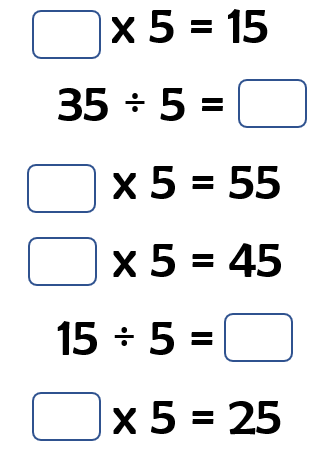 x 5 = 15
35 ÷ 5 =
x 5 = 55
x 5 = 45
15 ÷ 5 =
x 5 = 25